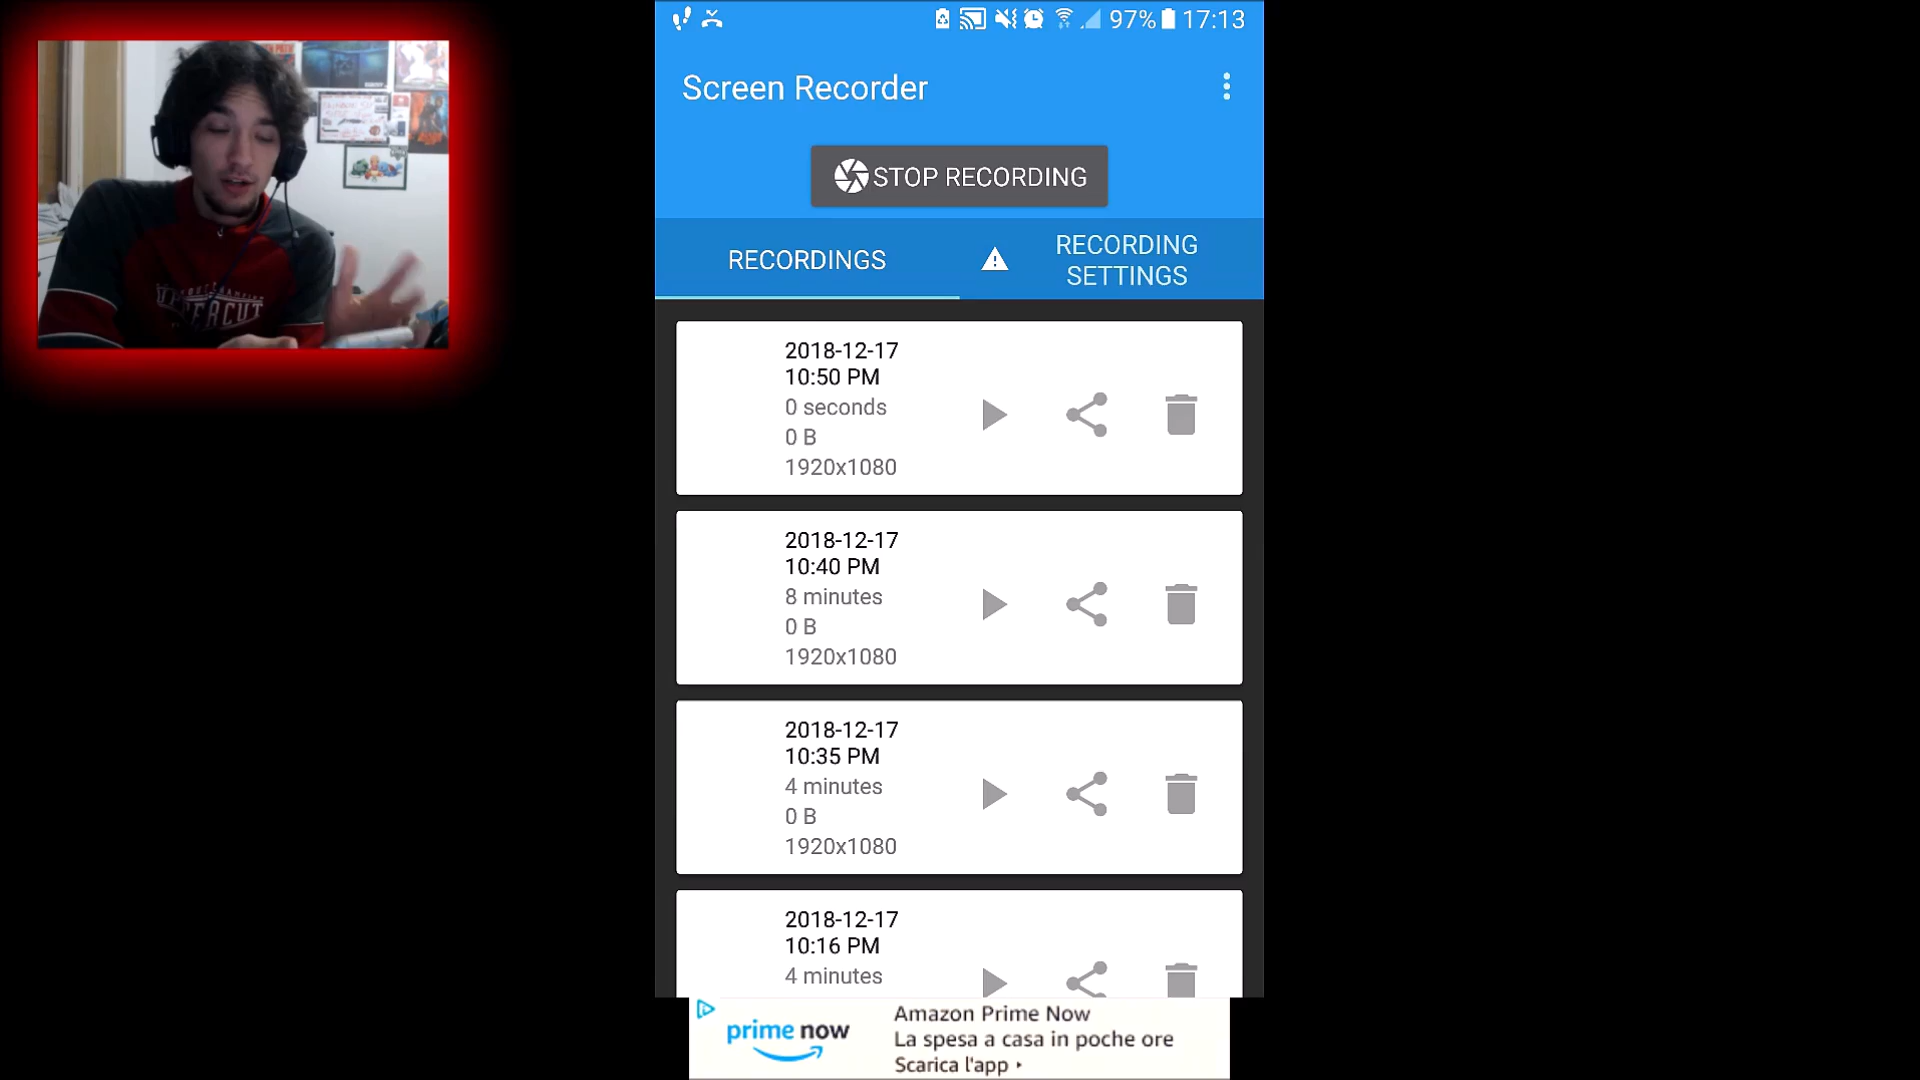 97% 17:13
Screen Recorder
STOP RECORDING
RECORDINGS
RECORDING
SETTINGS
2018-12-17
10:50 PM
0 seconds
0 B
1920x1080
2018-12-17
10:40 PM
8 minutes
0 B
1920x1080
2018-12-17
10:35 PM
4 minutes
0 B
1920x1080
2018-12-17
10:16 PM
4 minutes
prime now
Amazon Prime Now
La spesa a casa in poche ore
Scarica l'app ▸